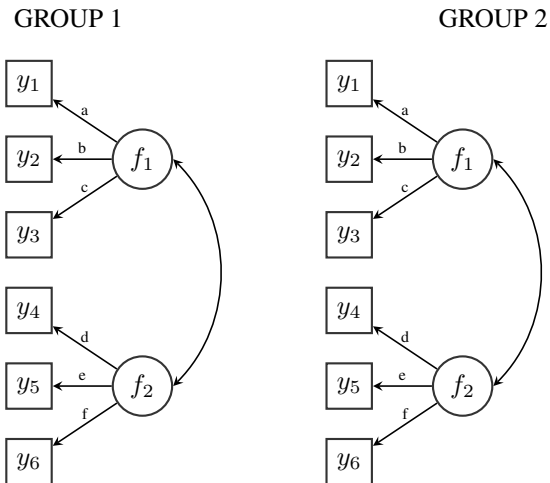 GROUP 1 GROUP 2
y1 y1
a a
y2 b f1 y2 b f1
c c
y3 y3
y4 y4
d d
y5 e f2 y5 e f2
f f
y6 y6